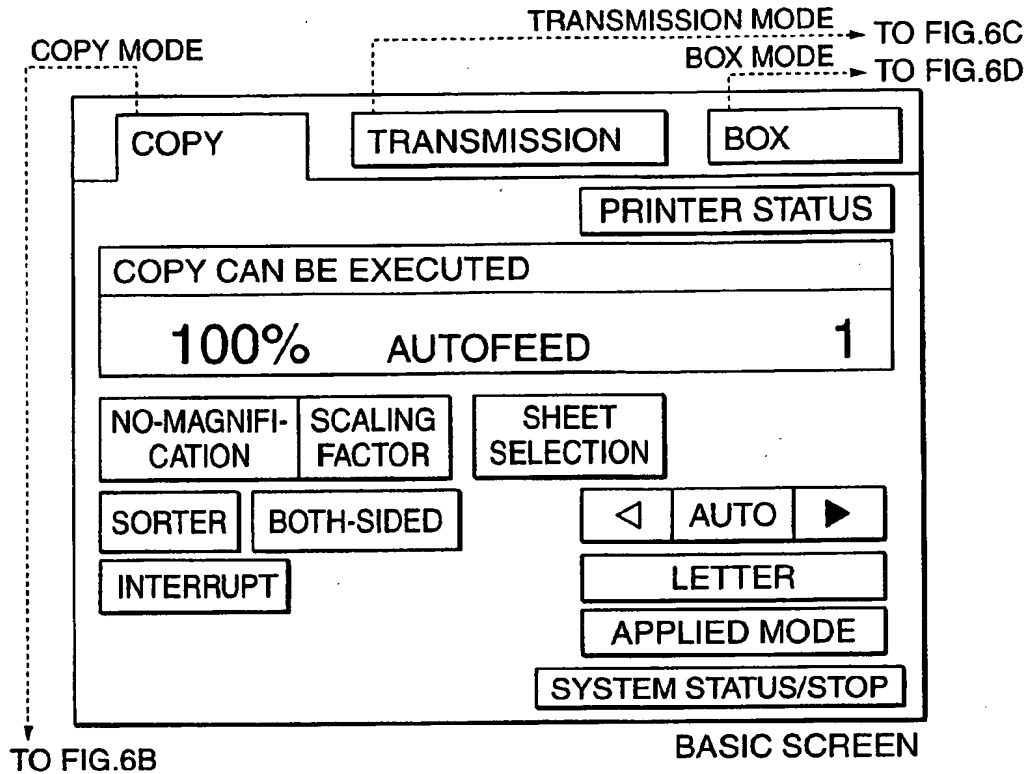 TRANSMISSION MODE TO FIG.6C
COPY MODE
BOX MODE TO FIG.6D
COPY TRANSMISSION BOX
PRINTER STATUS
COPY CAN BE EXECUTED
100% AUTOFEED 1
NO-MAGNIFI- SCALING SHEET
CATION FACTOR SELECTION
SORTER BOTH-SIDED ◁ AUTO ▶
INTERRUPT LETTER
APPLIED MODE
SYSTEM STATUS/STOP
BASIC SCREEN
TO FIG.6B